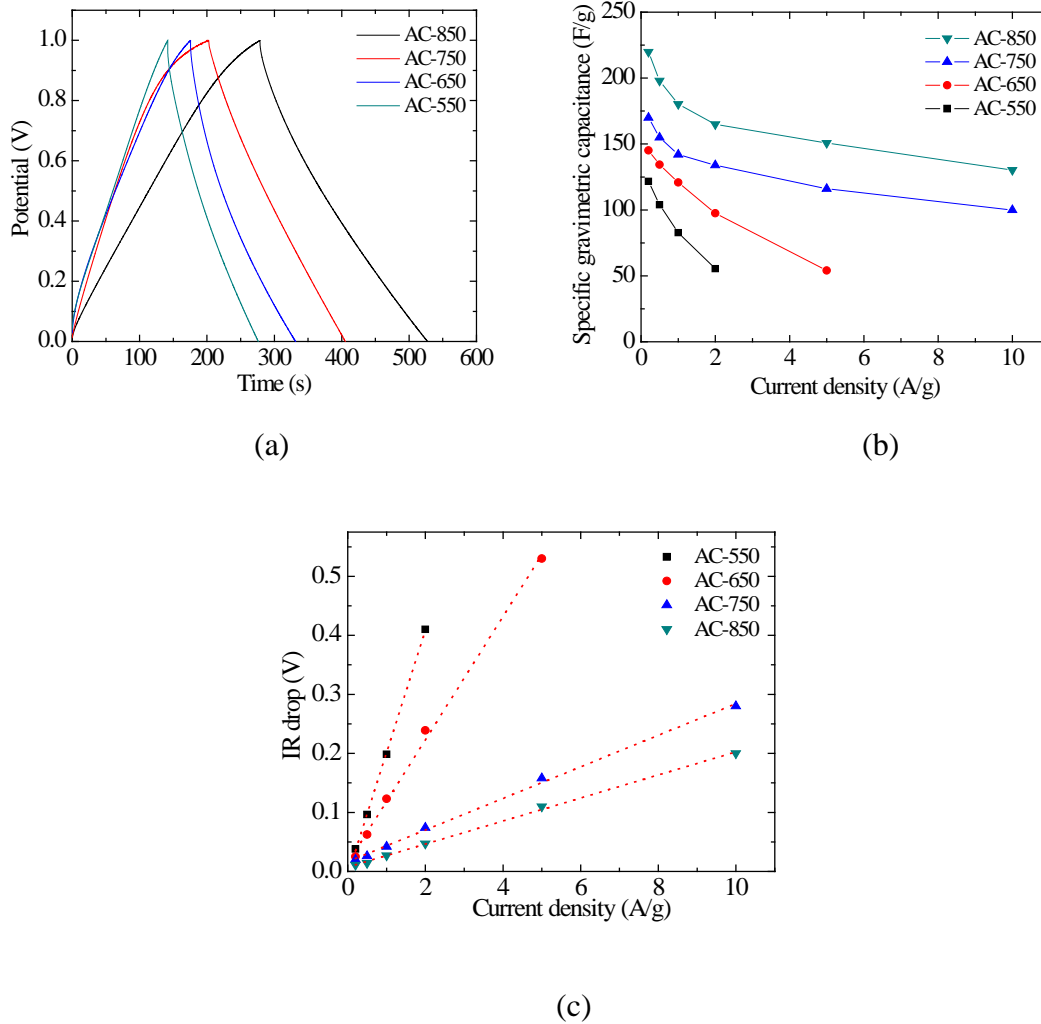 AC-850
AC-750
AC-650
AC-550
Potential (V)
1.0
0.8
0.6
0.4
0.2
0.0
0 100 200 300 400 500 600
Time (s)
(a)
AC-850
AC-750
AC-650
AC-550
Specific gravimetric capacitance (F/g)
250
200
150
100
50
0
0 2 4 6 8 10
Current density (A/g)
(b)
AC-550
AC-650
AC-750
AC-850
IR drop (V)
0.5
0.4
0.3
0.2
0.1
0.0
0 2 4 6 8 10
Current density (A/g)
(c)